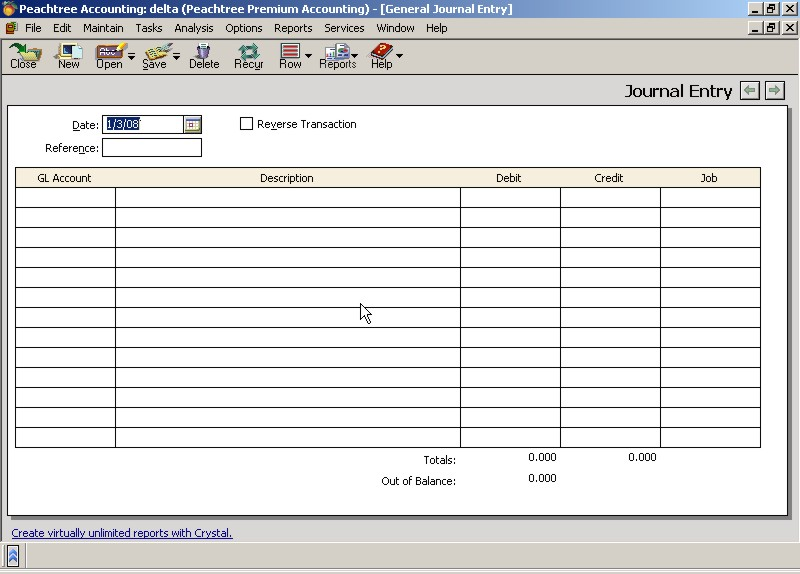 Peachtree Accounting: delta (Peachtree Premium Accounting) - [General Journal Entry]
File Edit Maintain Tasks Analysis Options Reports Services Window Help
Close New Open Save Delete Recur Row Reports Help
Journal Entry
Date: 1/3/08
Reverse Transaction
Reference:
GL Account Description Debit Credit Job
Totals: 0.000 0.000
Out of Balance: 0.000
Create virtually unlimited reports with Crystal.